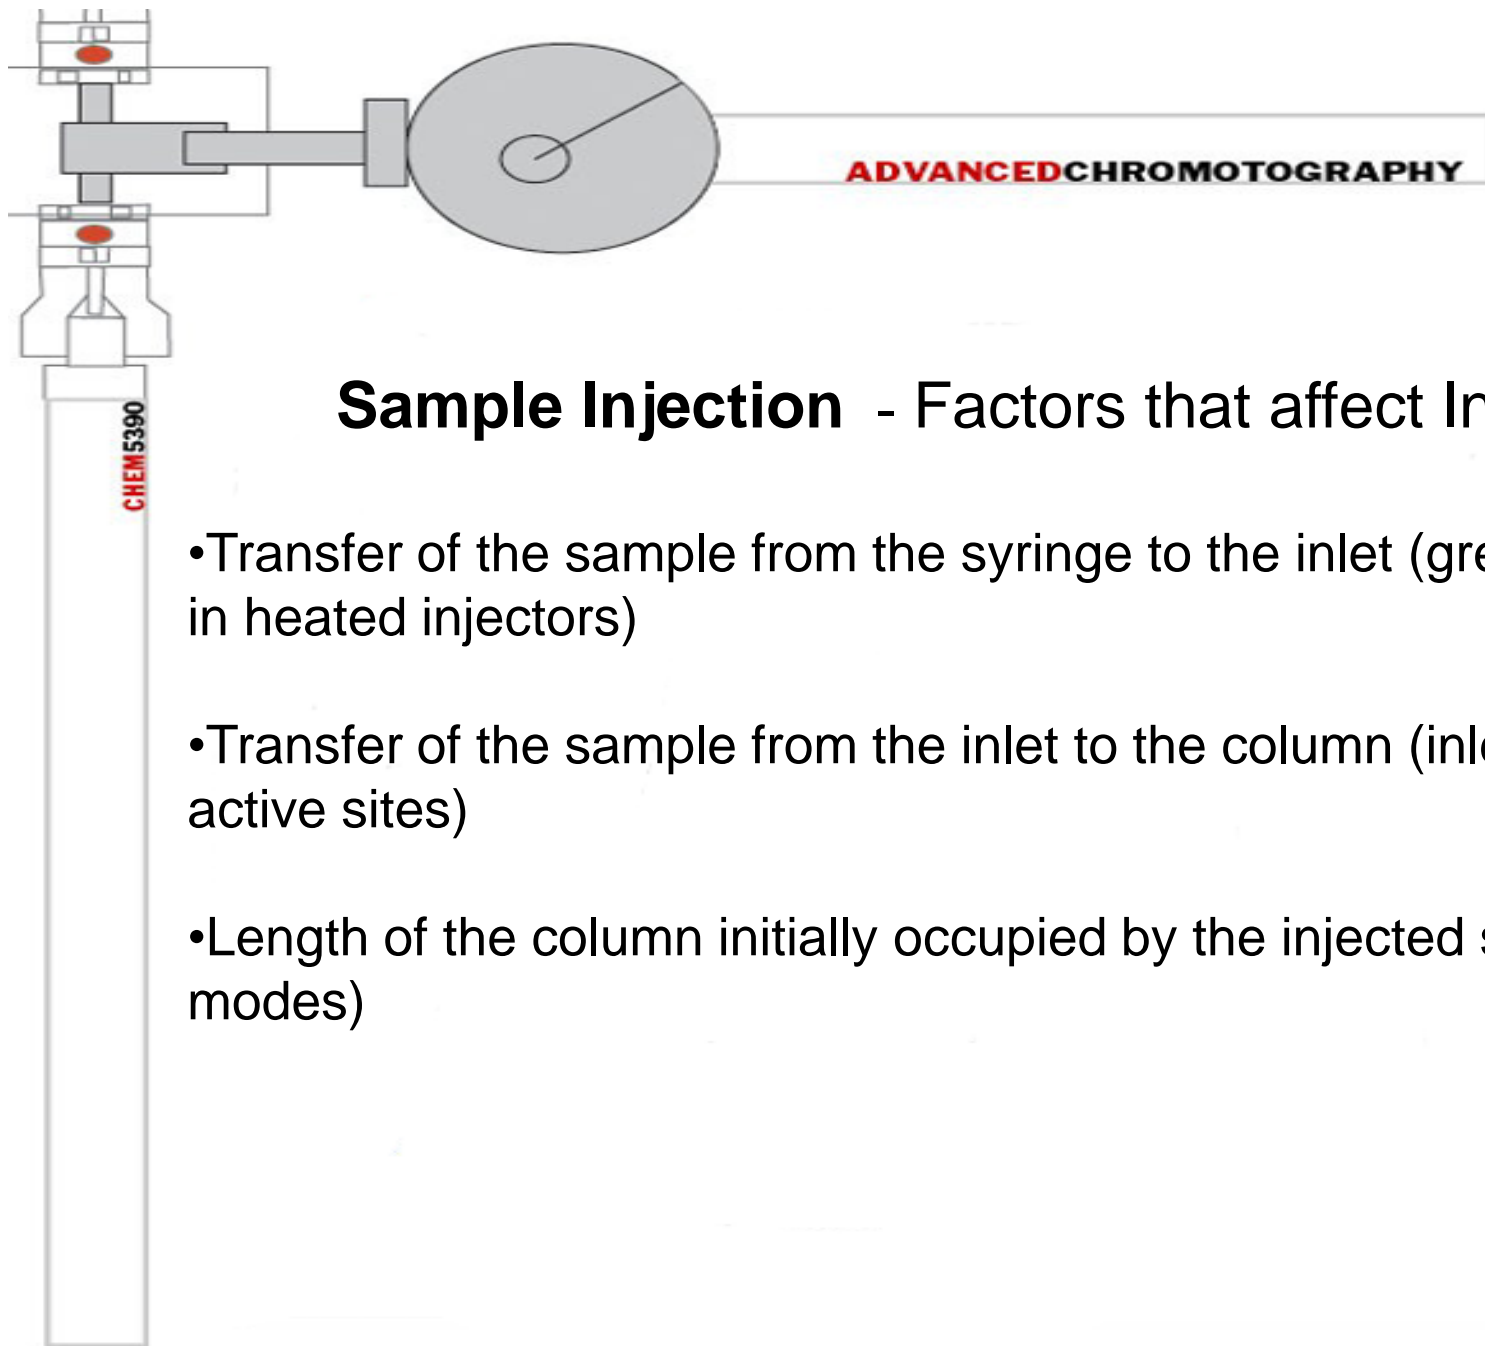 ADVANCEDCHROMOTOGRAPHY
CHEM5390
Sample Injection - Factors that affect
•Transfer of the sample from the syringe to the inlet
in heated injectors)
•Transfer of the sample from the inlet to the column
active sites)
•Length of the column initially occupied by the injected
modes)